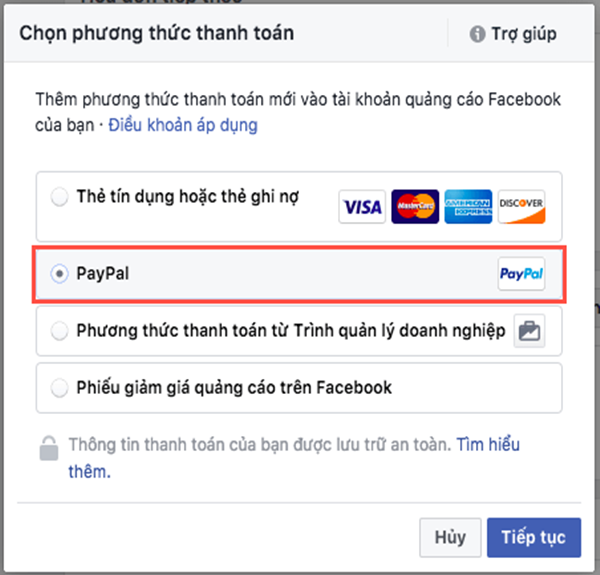 Chọn phương thức thanh toán
Trợ giúp
Thêm phương thức thanh toán mới vào tài khoản quảng cáo Facebook
của bạn · Điều khoản áp dụng
Thẻ tín dụng hoặc thẻ ghi nợ
VISA
MasterCard
AMERICAN
EXPRESS
DISCOVER
PayPal
PayPal
Phương thức thanh toán từ Trình quản lý doanh nghiệp
Phiếu giảm giá quảng cáo trên Facebook
Thông tin thanh toán của bạn được lưu trữ an toàn. Tìm hiểu
thêm.
Hủy
Tiếp tục